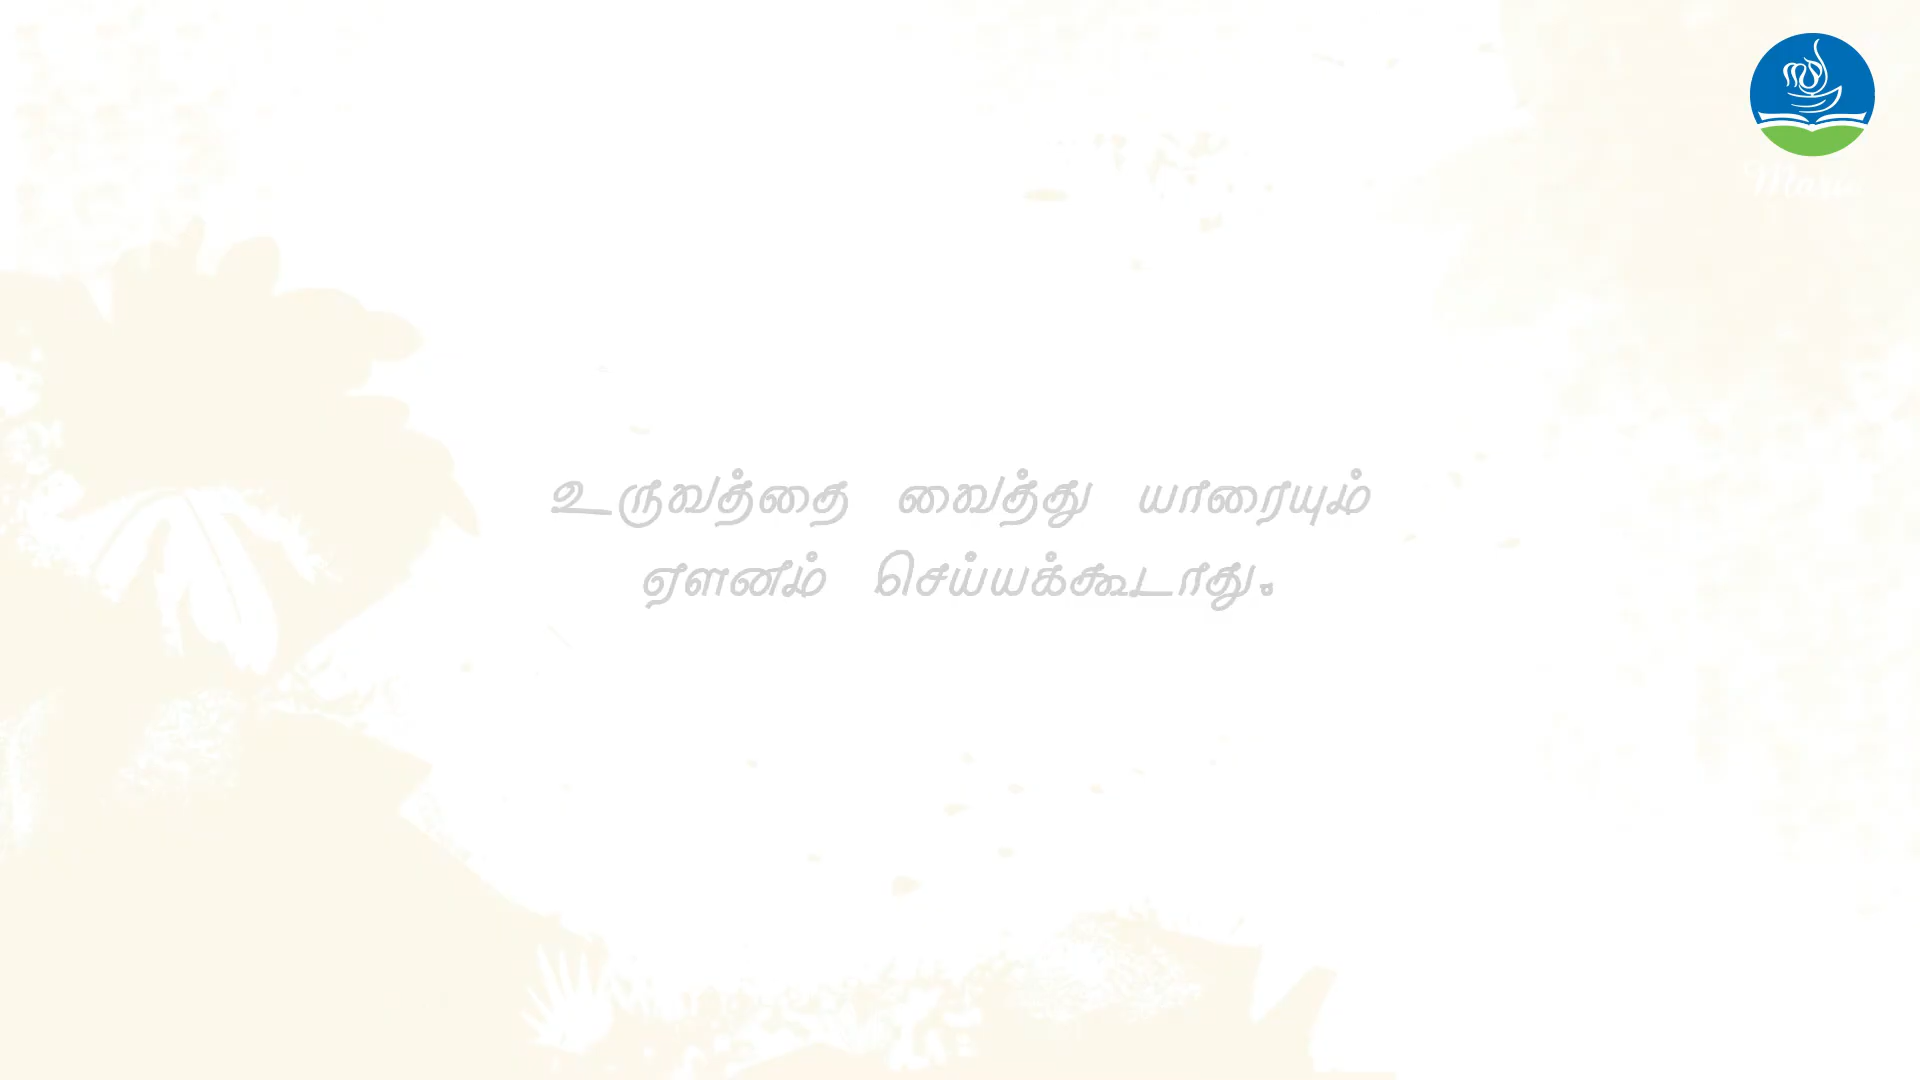 உருவத்தை வைத்து யாரையும்
ஏளனம் செய்யக்கூடாது.